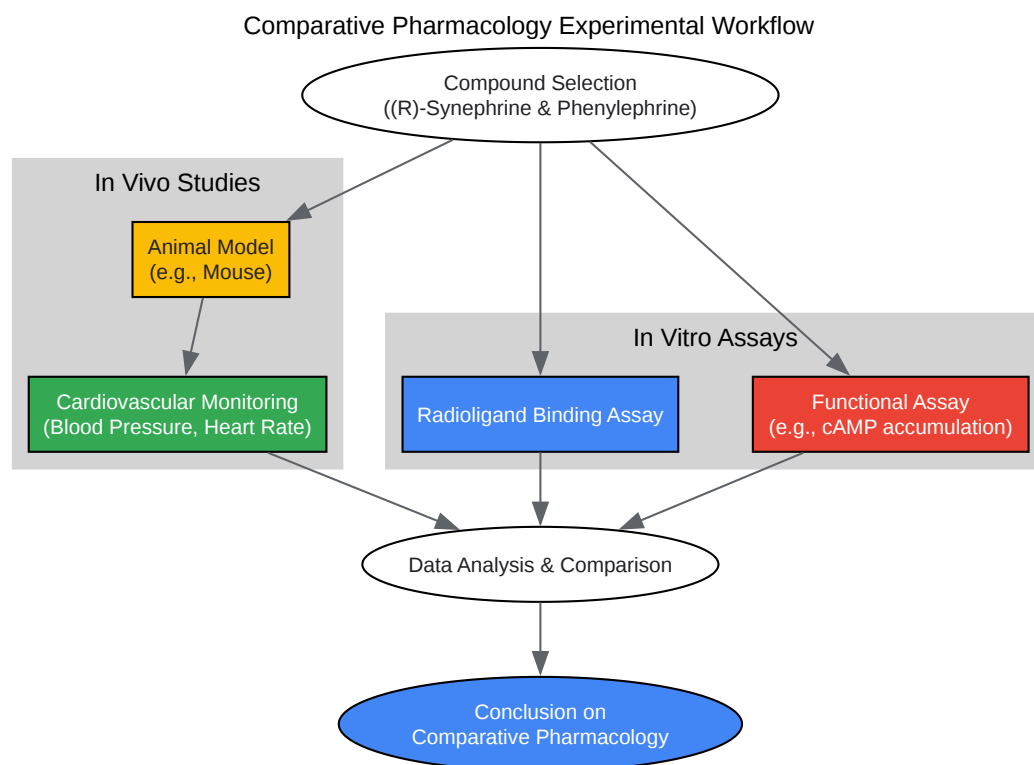 Comparative Pharmacology Experimental Workflow
Compound Selection
((R)-Synephrine & Phenylephrine)
In Vivo Studies
Animal Model
(e.g., Mouse)
Cardiovascular Monitoring
(Blood Pressure, Heart Rate)
In Vitro Assays
Radioligand Binding Assay
Functional Assay
(e.g., cAMP accumulation)
Data Analysis & Comparison
Conclusion on
Comparative Pharmacology